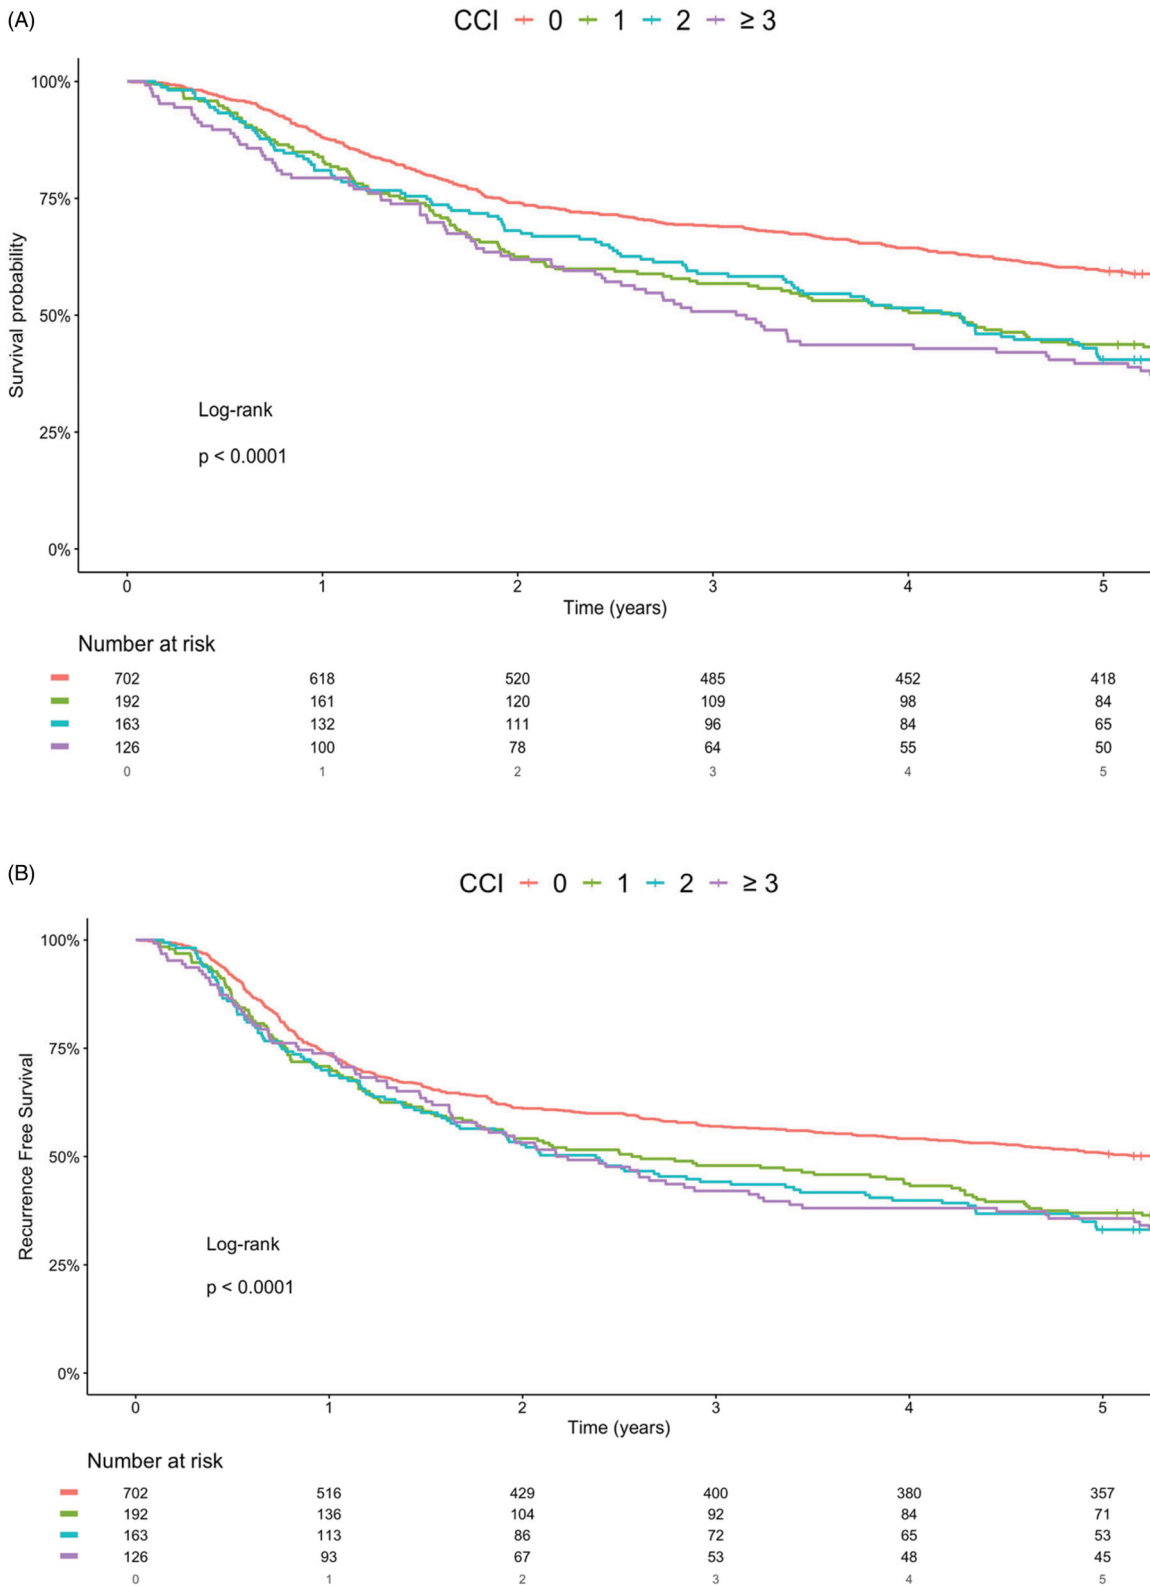 (A)
CCI 0 1 2 ≥ 3
100%
75%
50%
25%
0%
Survival probability
Log-rank
p < 0.0001
0 1 2 3 4 5
Time (years)
Number at risk
702 618 520 485 452 418
192 161 120 109 98 84
163 132 111 96 84 65
126 100 78 64 55 50
0 1 2 3 4 5
(B)
CCI 0 1 2 ≥ 3
100%
75%
50%
25%
0%
Recurrence Free Survival
Log-rank
p < 0.0001
0 1 2 3 4 5
Time (years)
Number at risk
702 516 429 400 380 357
192 136 104 92 84 71
163 113 86 72 65 53
126 93 67 53 48 45
0 1 2 3 4 5